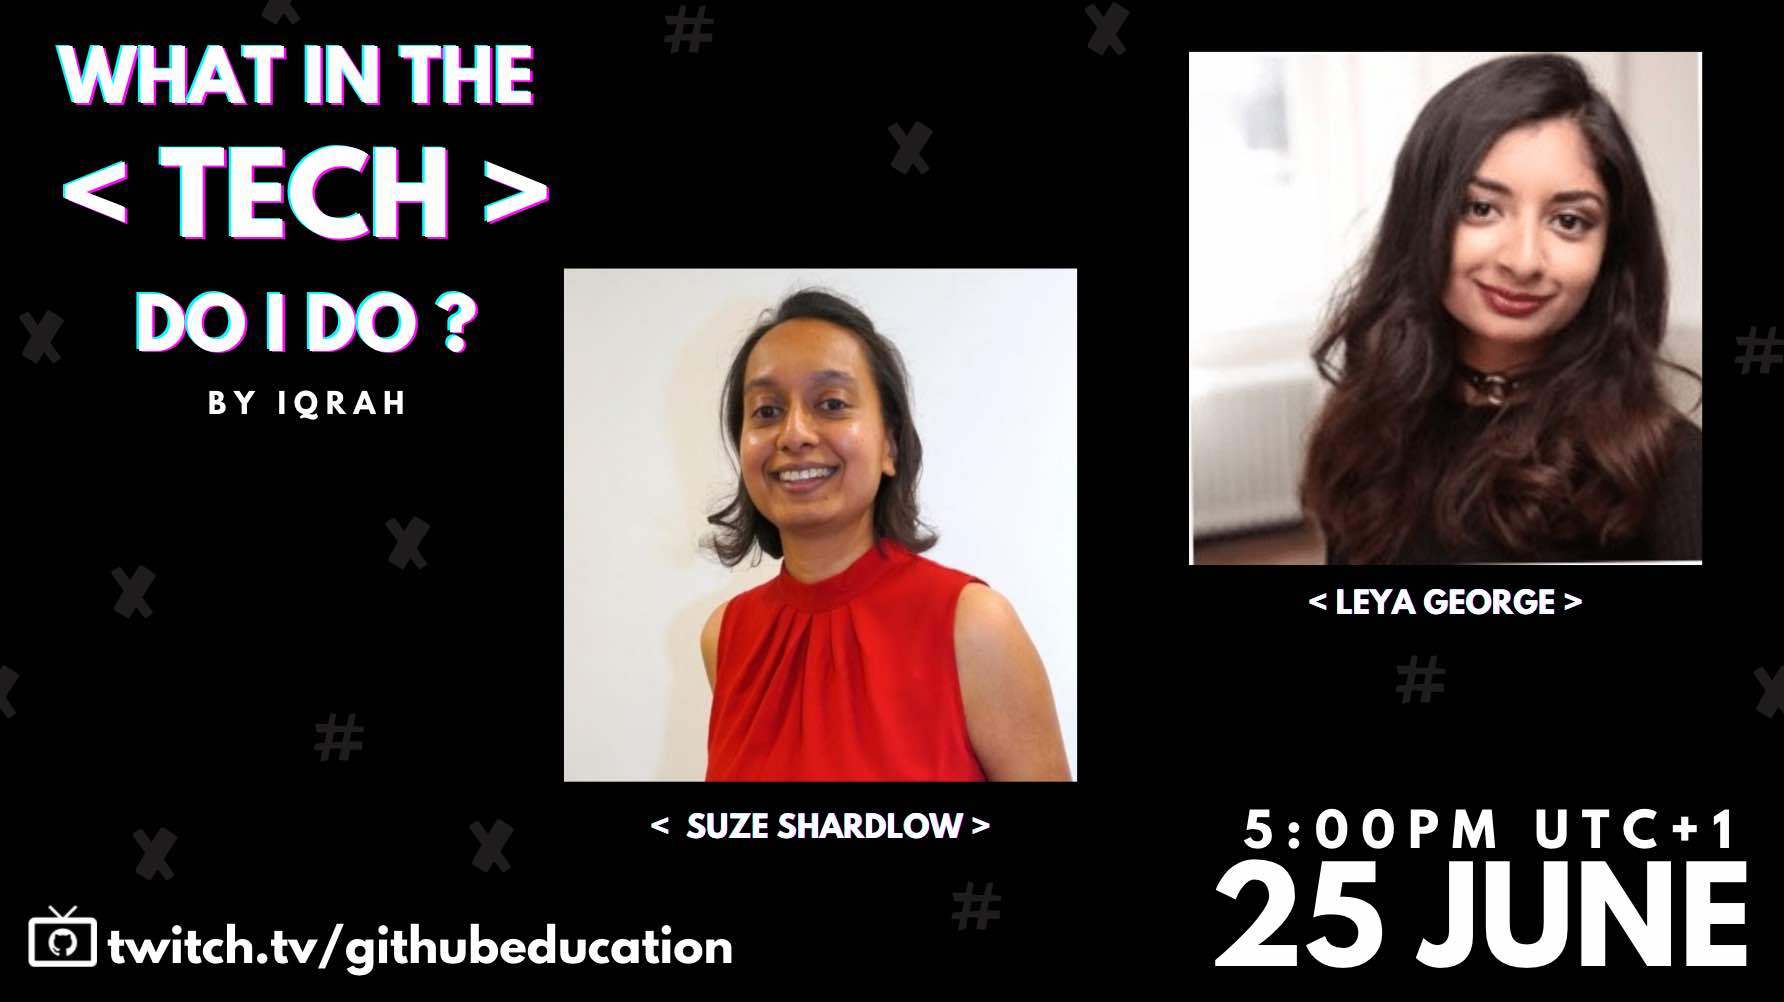 WHAT IN THE
< TECH >
DO I DO ?
BY IQRAH
< LEYA GEORGE >
< SUZE SHARDLOW >
5:00PM UTC+1
25 JUNE
twitch.tv/githubeducation